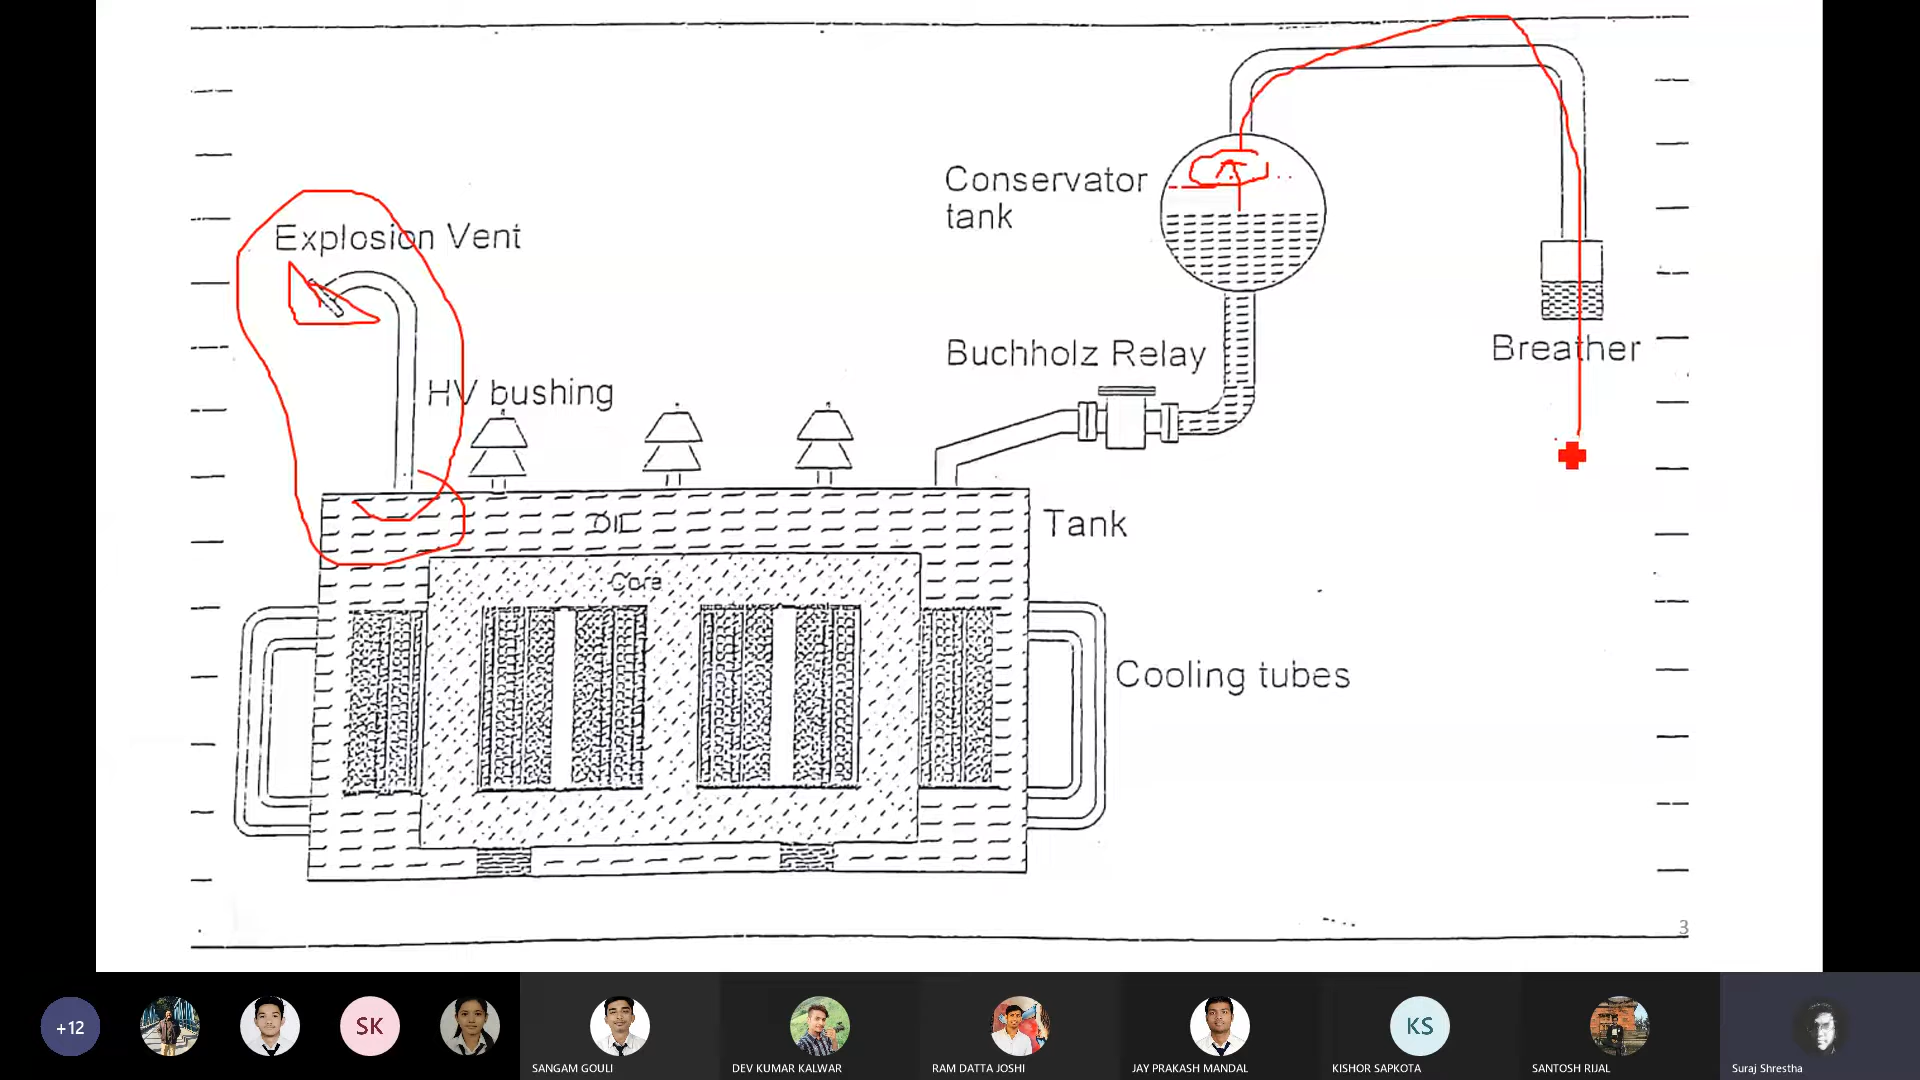 Conservator
tank
Explosion Vent
Buchholz Relay
Breather
HV bushing
Oil
Tank
Core
Cooling tubes
3
+12
SK
KS
SANGAM GOULI
DEV KUMAR KALWAR
RAM DATTA JOSHI
JAY PRAKASH MANDAL
KISHOR SAPKOTA
SANTOSH RIJAL
Suraj Shrestha